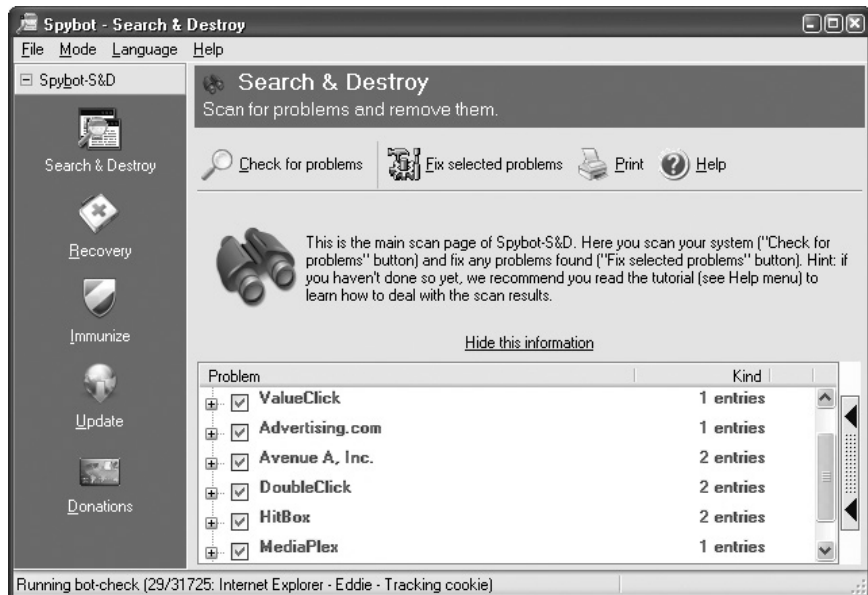 Spybot - Search & Destroy
File Mode Language Help
Spybot-S&D
Search & Destroy
Recovery
Immunize
Update
Donations
Search & Destroy
Scan for problems and remove them.
Check for problems Fix selected problems Print Help
This is the main scan page of Spybot-S&D. Here you scan your system ("Check for
problems" button) and fix any problems found ("Fix selected problems" button). Hint: if
you haven't done so yet, we recommend you read the tutorial (see Help menu) to
learn how to deal with the scan results.
Hide this information
Problem Kind
ValueClick 1 entries
Advertising.com 1 entries
Avenue A, Inc. 2 entries
DoubleClick 2 entries
HitBox 2 entries
MediaPlex 1 entries
Running bot-check (29/31725: Internet Explorer - Eddie - Tracking cookie)